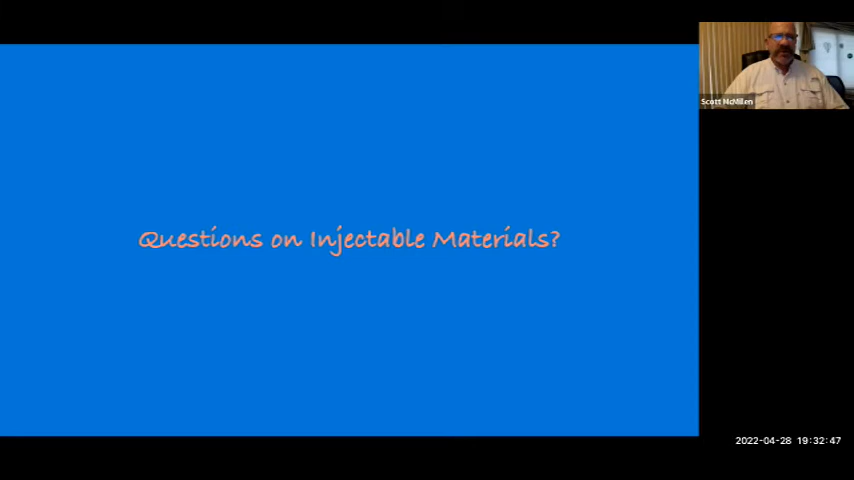 Scott McMillen
Questions on Injectable Materials?
2022-04-28 19:32:47